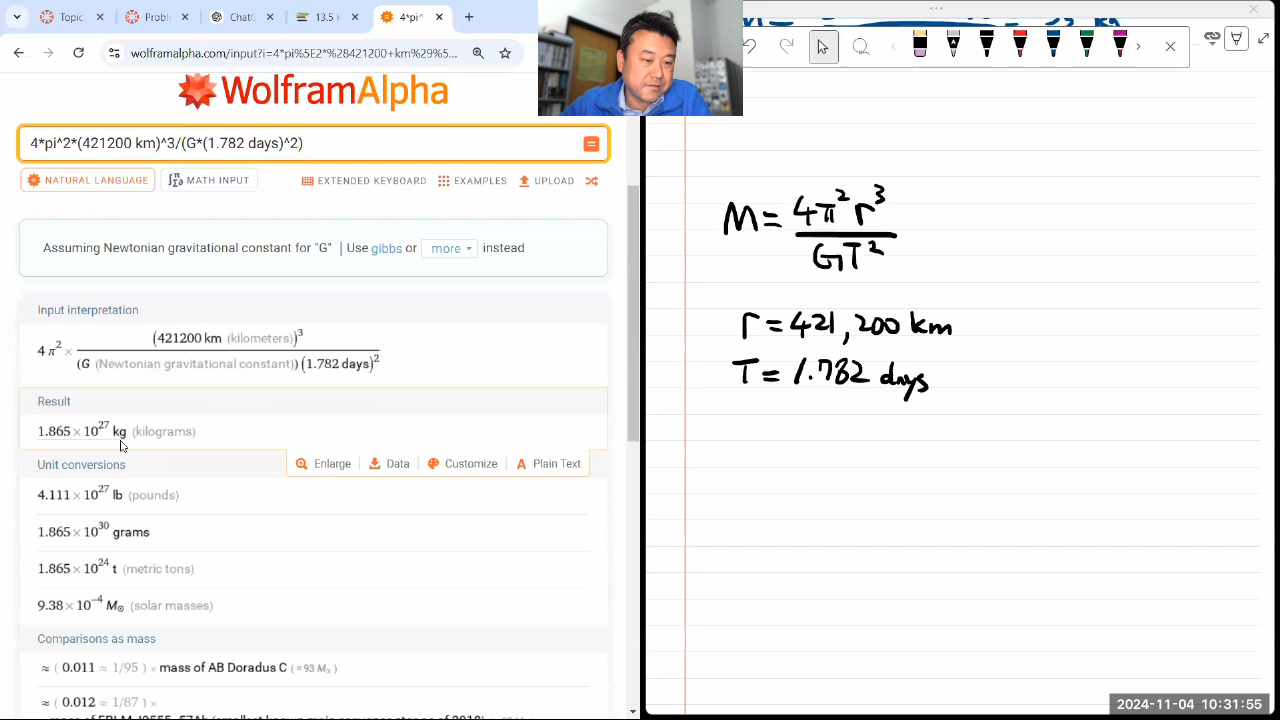 Topic
Probl
ChatC
13.5 k
4*pi^
wolframalpha.com/input?i=4*pi%5E2*%28421200+km%29%5...
WolframAlpha
4*pi^2*(421200 km)^3/(G*(1.782 days)^2)
NATURAL LANGUAGE
MATH INPUT
EXTENDED KEYBOARD
EXAMPLES
UPLOAD
Assuming Newtonian gravitational constant for "G" | Use gibbs or more instead
Input interpretation
4 π² × (421200 km (kilometers))³ / ((G (Newtonian gravitational constant)) (1.782 days)²)
Result
1.865 × 10²⁷ kg (kilograms)
Enlarge
Data
Customize
A Plain Text
Unit conversions
4.111 × 10²⁷ lb (pounds)
1.865 × 10³⁰ grams
1.865 × 10²⁴ t (metric tons)
9.38 × 10⁻⁴ M☉ (solar masses)
Comparisons as mass
≈ ( 0.011 ≈ 1/95 ) × mass of AB Doradus C (≈ 93 M♃)
≈ ( 0.012 ≈ 1/87 ) ×
M = 4π²r³ / GT²
r = 421,200 km
T = 1.782 days
2024-11-04 10:31:55